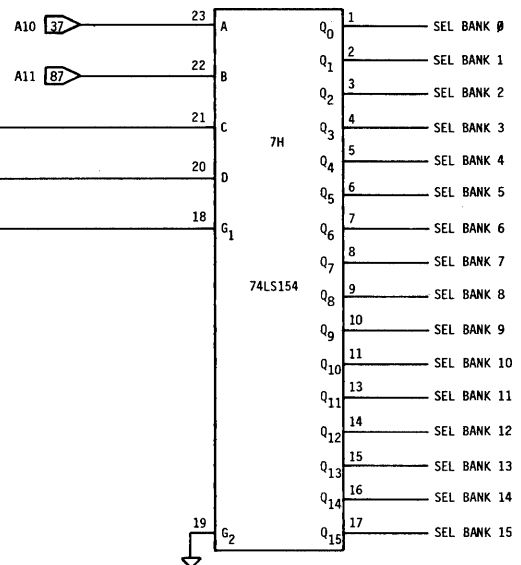 A10 37 23 A Q0 1 SEL BANK 0
A11 87 22 B Q1 2 SEL BANK 1
Q2 3 SEL BANK 2
21 C Q3 4 SEL BANK 3
7H
20 D Q4 5 SEL BANK 4
Q5 6 SEL BANK 5
18 G1 Q6 7 SEL BANK 6
Q7 8 SEL BANK 7
74LS154
Q8 9 SEL BANK 8
Q9 10 SEL BANK 9
Q10 11 SEL BANK 10
Q11 13 SEL BANK 11
Q12 14 SEL BANK 12
Q13 15 SEL BANK 13
Q14 16 SEL BANK 14
19 G2 Q15 17 SEL BANK 15